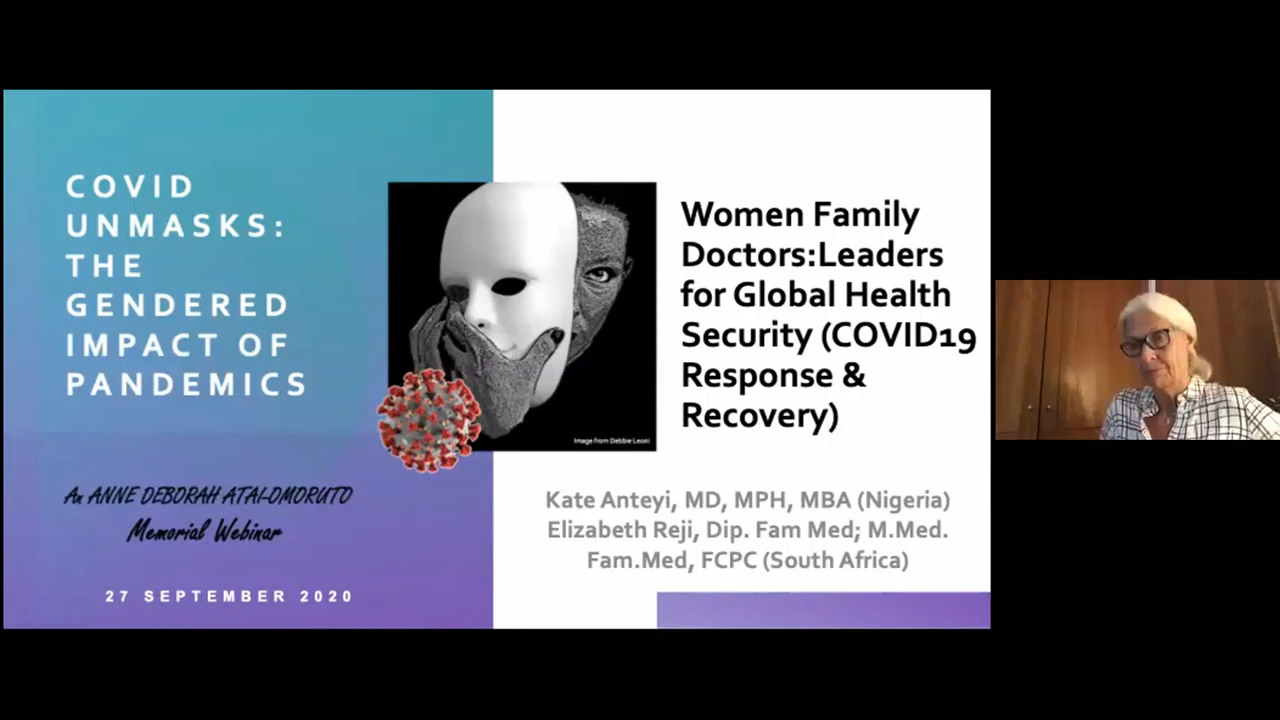 COVID
UNMASKS:
THE
GENDERED
IMPACT OF
PANDEMICS
An ANNE DEBORAH ATAI-OMORUTO
Memorial Webinar
27 SEPTEMBER 2020
Image from Debbie Leoni
Women Family
Doctors:Leaders
for Global Health
Security (COVID19
Response &
Recovery)
Kate Anteyi, MD, MPH, MBA (Nigeria)
Elizabeth Reji, Dip. Fam Med; M.Med.
Fam.Med, FCPC (South Africa)